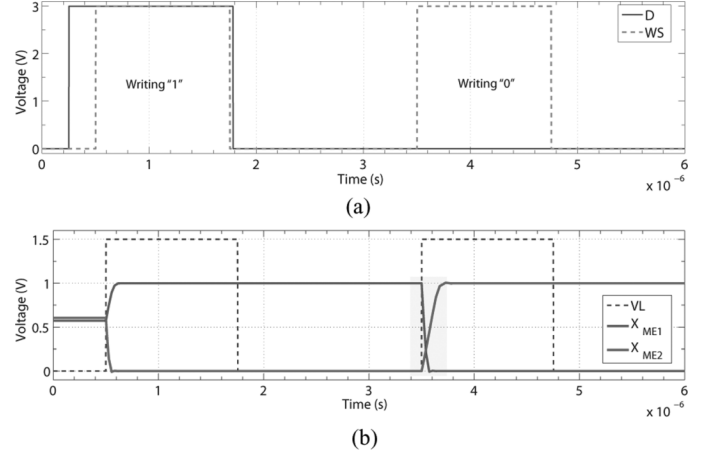 3
2
1
0
Voltage (V)
Writing "1"
Writing "0"
D
WS
0 1 2 3 4 5 6
Time (s)
x 10 -6
(a)
1.5
1
0.5
0
Voltage (V)
VL
X ME1
X ME2
0 1 2 3 4 5 6
Time (s)
x 10 -6
(b)